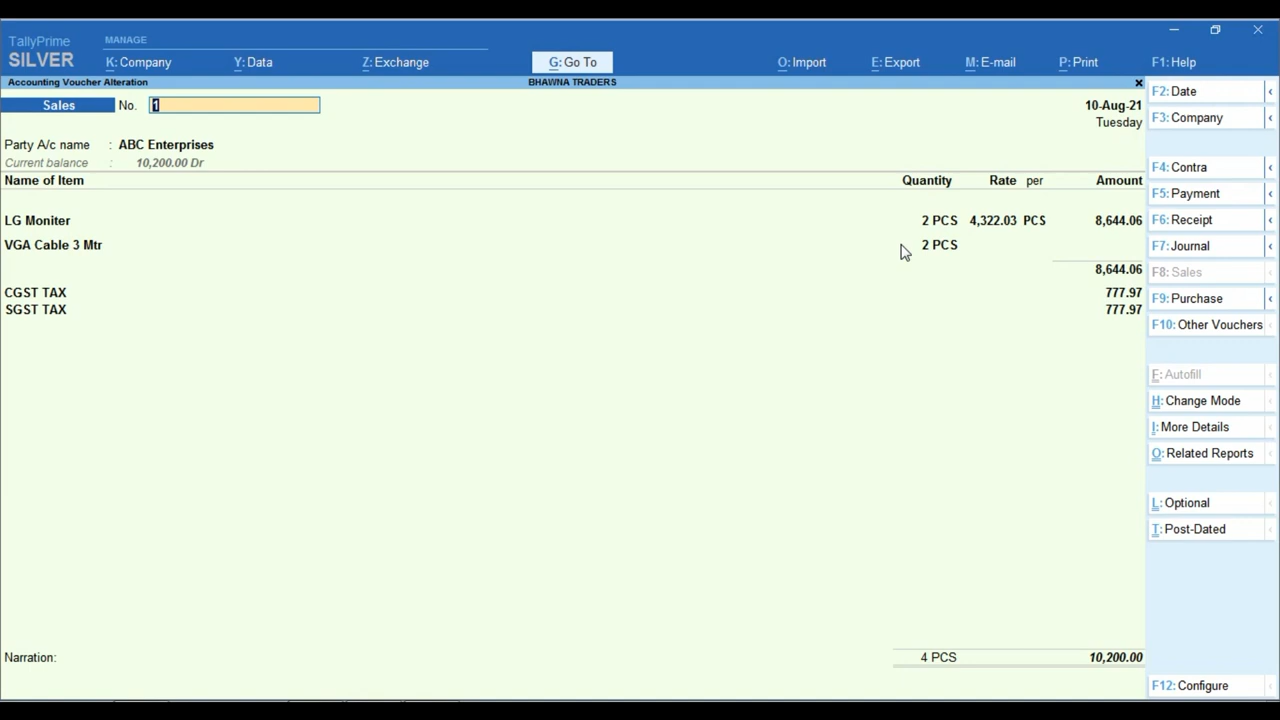 TallyPrime
SILVER
MANAGE
K: Company
Y: Data
Z: Exchange
G: Go To
O: Import
E: Export
M: E-mail
P: Print
F1: Help
Accounting Voucher Alteration
BHAWNA TRADERS
Sales No. 1
10-Aug-21
Tuesday
Party A/c name : ABC Enterprises
Current balance : 10,200.00 Dr
Name of Item Quantity Rate per Amount
LG Moniter 2 PCS 4,322.03 PCS 8,644.06
VGA Cable 3 Mtr 2 PCS
8,644.06
CGST TAX 777.97
SGST TAX 777.97
Narration: 4 PCS 10,200.00
F2: Date
F3: Company
F4: Contra
F5: Payment
F6: Receipt
F7: Journal
F8: Sales
F9: Purchase
F10: Other Vouchers
F: Autofill
H: Change Mode
I: More Details
O: Related Reports
L: Optional
T: Post-Dated
F12: Configure